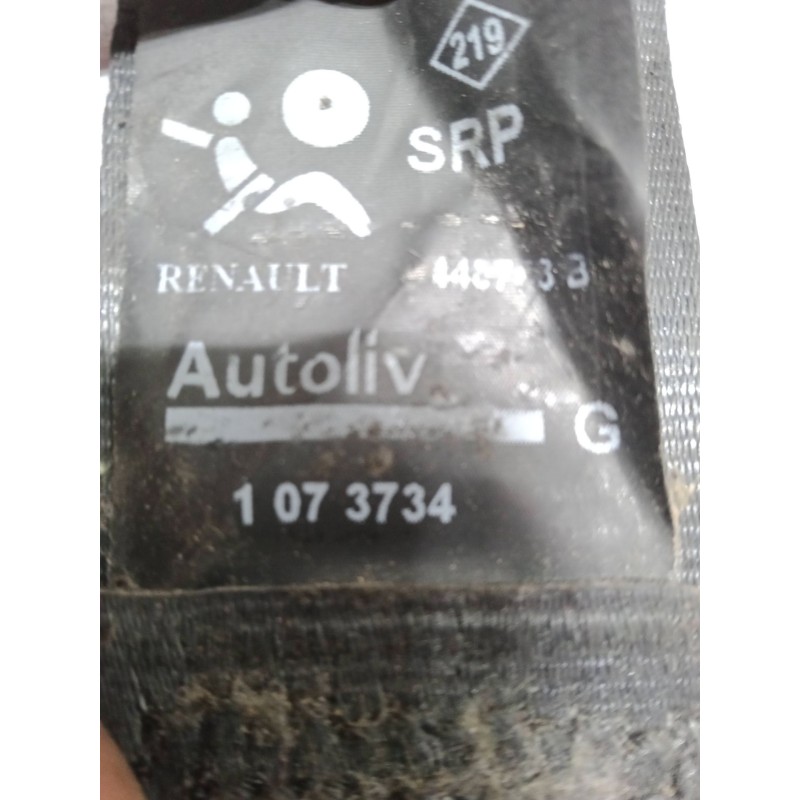 219
SRP
RENAULT
Autoliv
G
1 07 3734